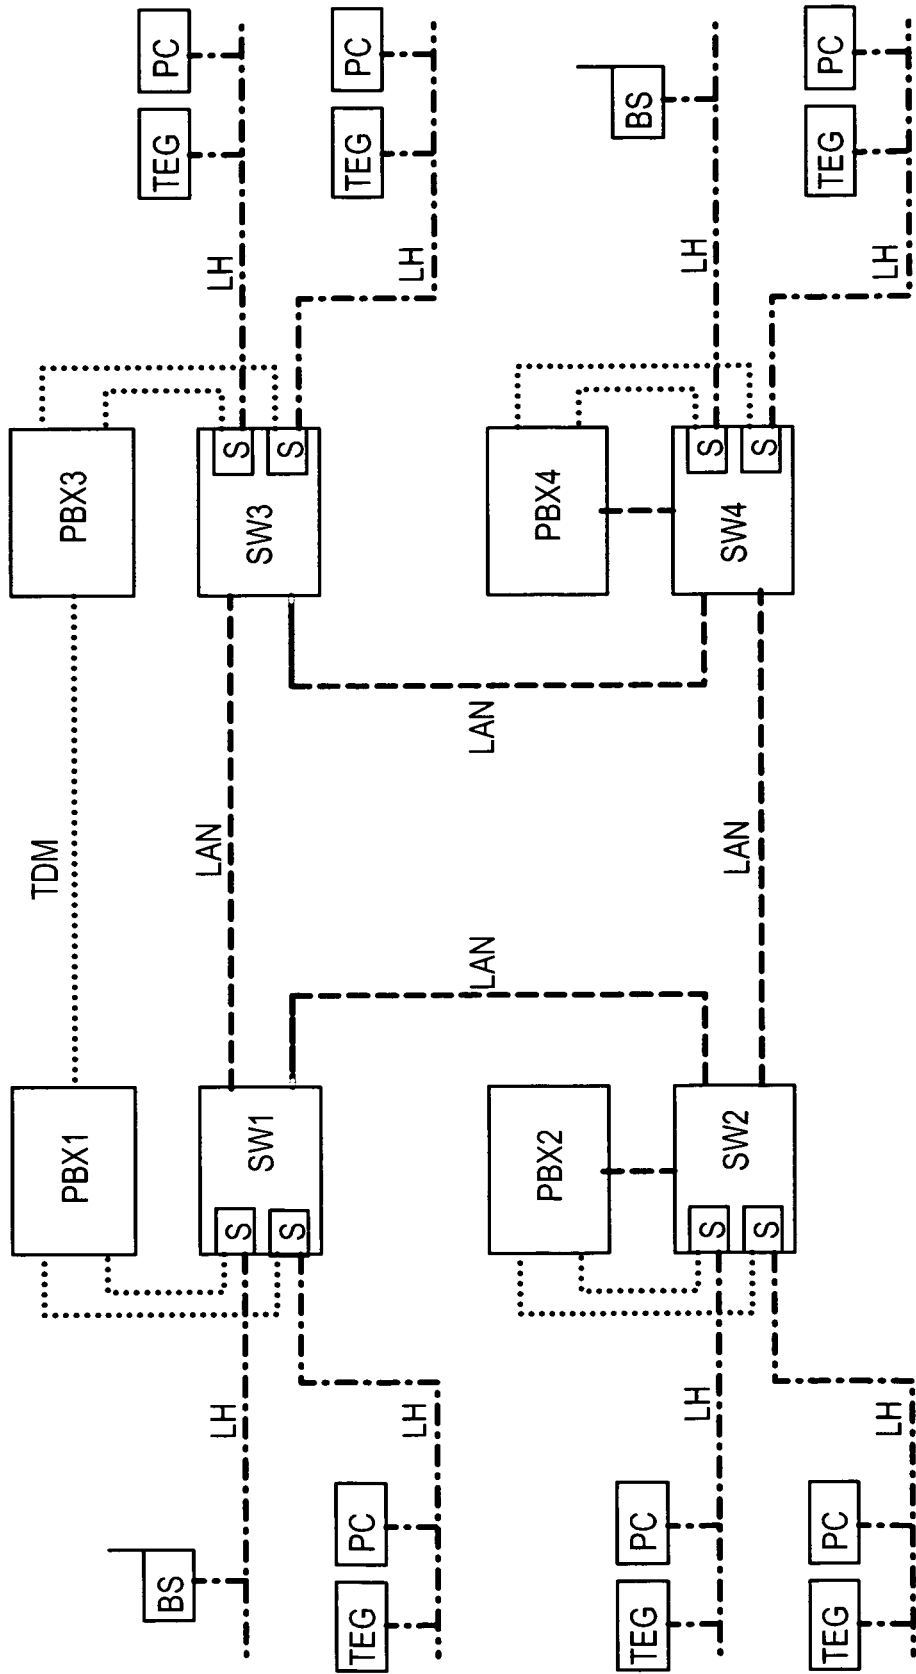 BS
TEG PC
LH
LH
S
S
PBX1
SW1
TDM
LAN
LAN
PBX3
SW3
S
S
LH
LH
TEG PC
TEG PC
TEG PC
TEG PC
LH
LH
S
S
PBX2
SW2
LAN
LAN
PBX4
SW4
S
S
LH
LH
BS
TEG PC